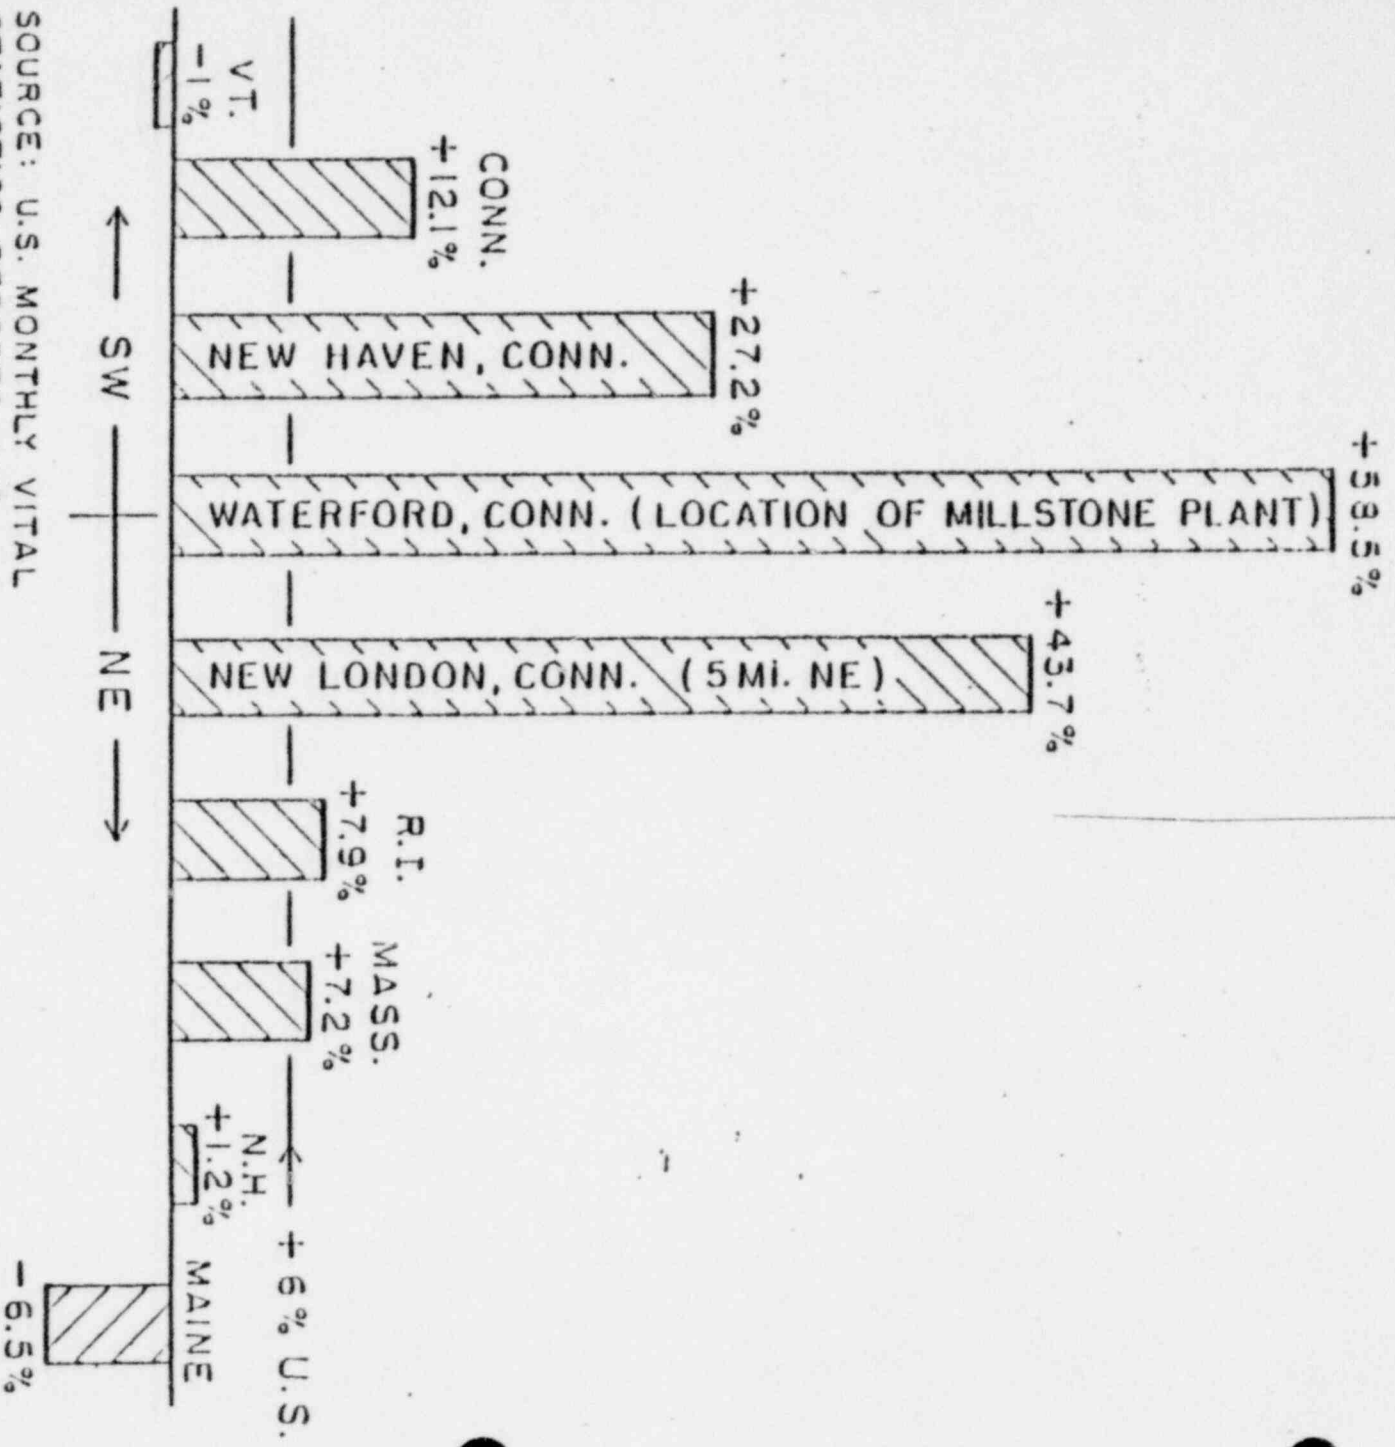 +58.5%
+43.7%
+27.2%
CONN.
+12.1%
R.I.
+7.9%
MASS.
+7.2%
VT.
-1%
NEW HAVEN, CONN.
WATERFORD, CONN. (LOCATION OF MILLSTONE PLANT)
NEW LONDON, CONN. (5 MI. NE)
N.H.
+1.2%
+6% U.S.
MAINE
-6.5%
SW
NE
SOURCE: U.S. MONTHLY VITAL